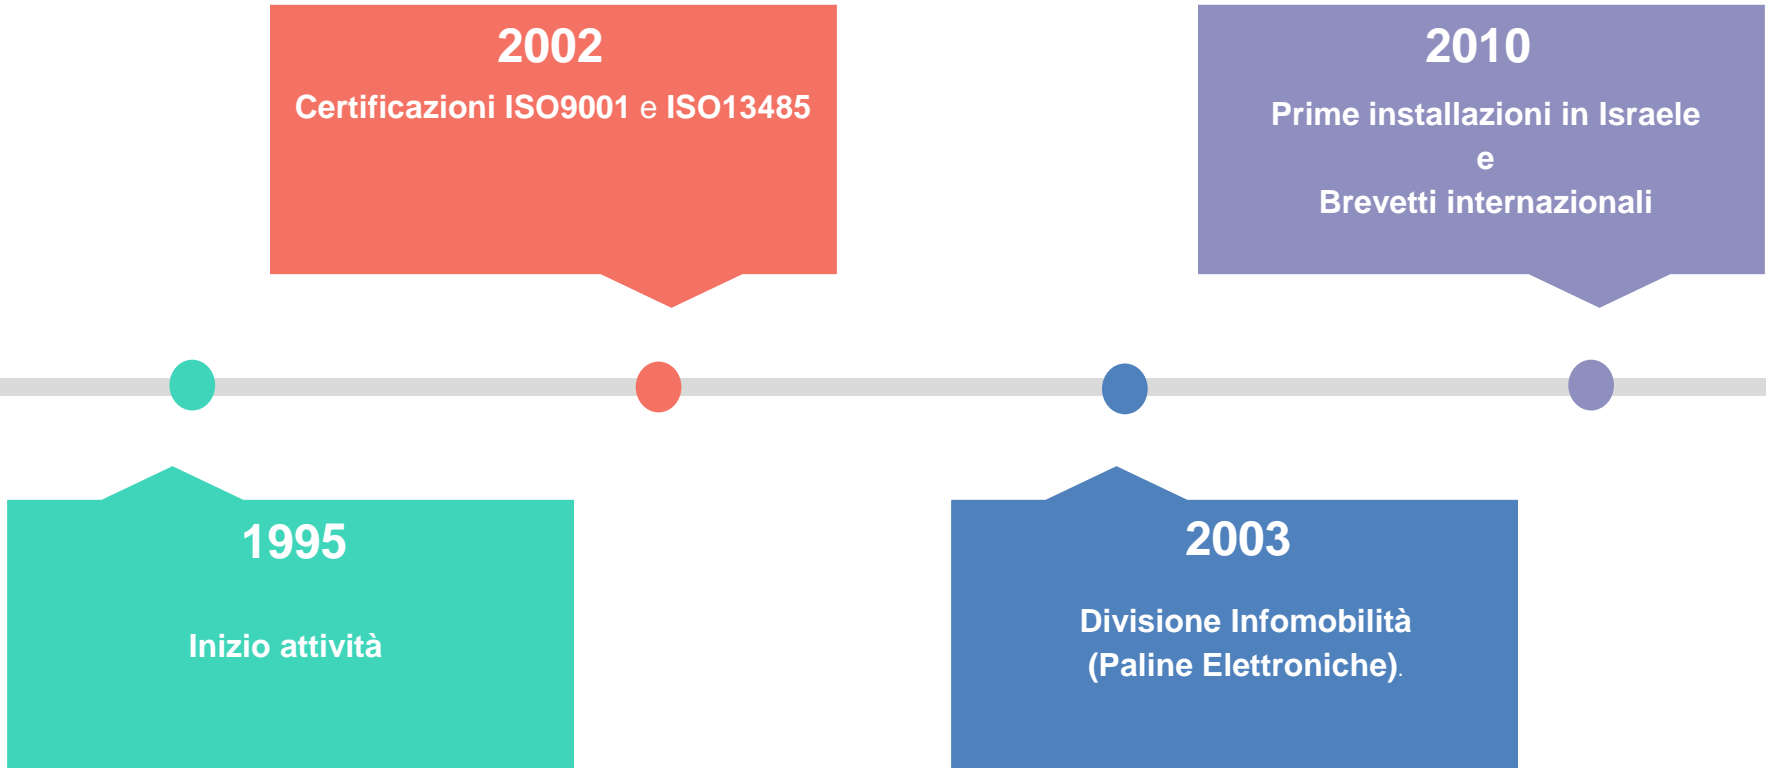 2002
Certificazioni ISO9001 e ISO13485
2010
Prime installazioni in Israele
e
Brevetti internazionali
1995
Inizio attività
2003
Divisione Infomobilità
(Paline Elettroniche).